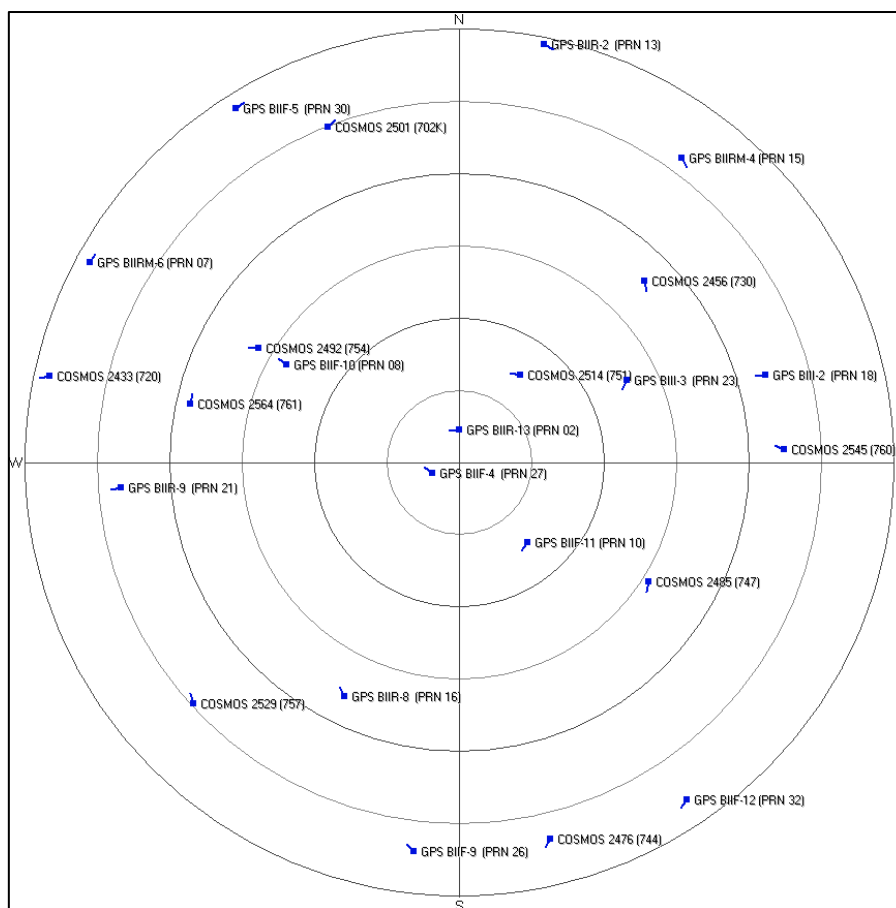 N
GPS BIIR-2 (PRN 13)
GPS BIIF-5 (PRN 30)
COSMOS 2501 (702K)
GPS BIIRM-4 (PRN 15)
GPS BIIRM-6 (PRN 07)
COSMOS 2456 (730)
COSMOS 2492 (754)
GPS BIIF-10 (PRN 08)
COSMOS 2433 (720)
COSMOS 2514 (751)
GPS BIII-3 (PRN 23)
GPS BIII-2 (PRN 18)
COSMOS 2564 (761)
GPS BIIR-13 (PRN 02)
COSMOS 2545 (760)
W
GPS BIIF-4 (PRN 27)
GPS BIIR-9 (PRN 21)
GPS BIIF-11 (PRN 10)
COSMOS 2485 (747)
GPS BIIR-8 (PRN 16)
COSMOS 2529 (757)
GPS BIIF-12 (PRN 32)
COSMOS 2476 (744)
GPS BIIF-9 (PRN 26)
S